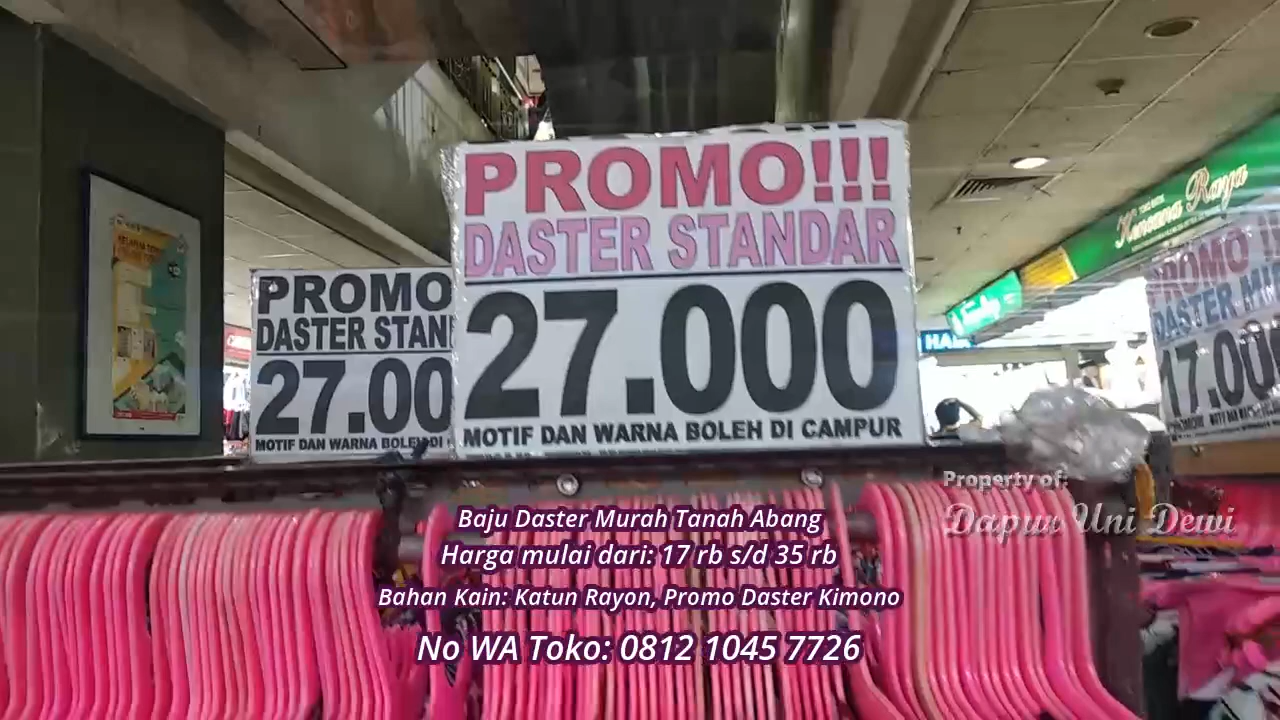 PROMO!!!
DASTER STANDAR
27.000
MOTIF DAN WARNA BOLEH DI CAMPUR
PROMO
DASTER STAN
27.00
MOTIF DAN WARNA BOLEH DI
Kencana Raya
PROMO !!
DASTER
17.000
HAL
Property of:
Dapur Uni Dewi
Baju Daster Murah Tanah Abang
Harga mulai dari: 17 rb s/d 35 rb
Bahan Kain: Katun Rayon, Promo Daster Kimono
No WA Toko: 0812 1045 7726